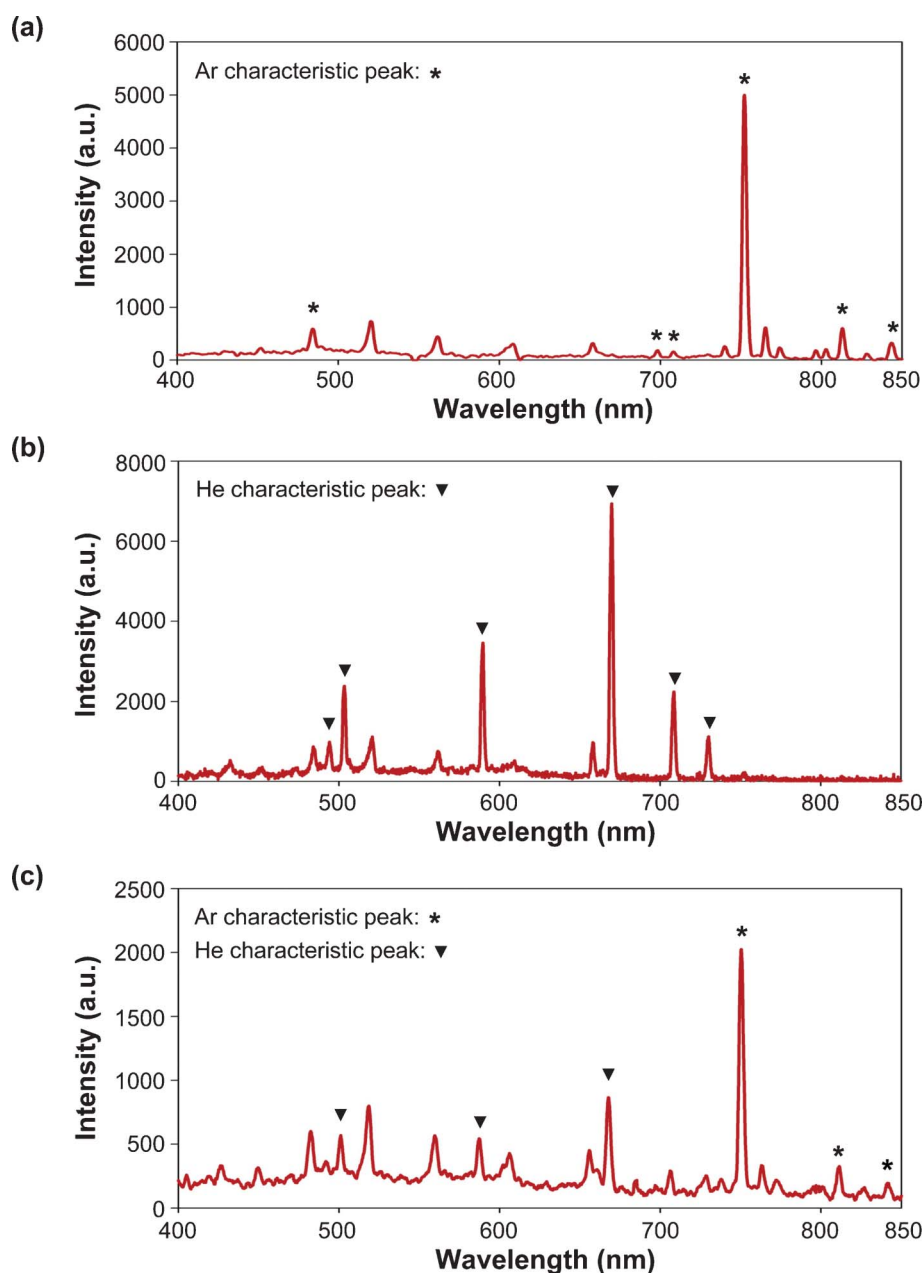 (a)
6000
5000
4000
3000
2000
1000
0
Intensity (a.u.)
Ar characteristic peak: *
* * * * * *
400 500 600 700 800 850
Wavelength (nm)
(b)
8000
6000
4000
2000
0
Intensity (a.u.)
He characteristic peak: ▼
400 500 600 700 800 850
Wavelength (nm)
(c)
2500
2000
1500
1000
500
0
Intensity (a.u.)
Ar characteristic peak: *
He characteristic peak: ▼
* * *
400 500 600 700 800 850
Wavelength (nm)